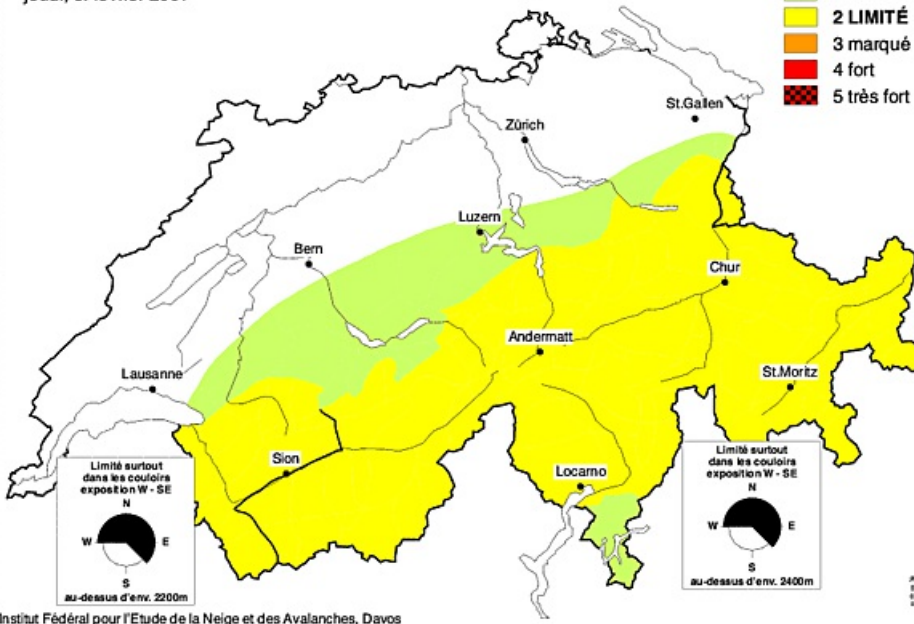 2 LIMITÉ
3 marqué
4 fort
5 très fort
St.Gallen
Zürich
Luzern
Bern
Chur
Andermatt
Lausanne
St.Moritz
Sion
Locarno
Limité surtout
dans les couloirs
exposition W - SE
N
W E
S
au-dessus d'env. 2200m
Limité surtout
dans les couloirs
exposition W - SE
N
W E
S
au-dessus d'env. 2400m
Institut Fédéral pour l'Etude de la Neige et des Avalanches, Davos